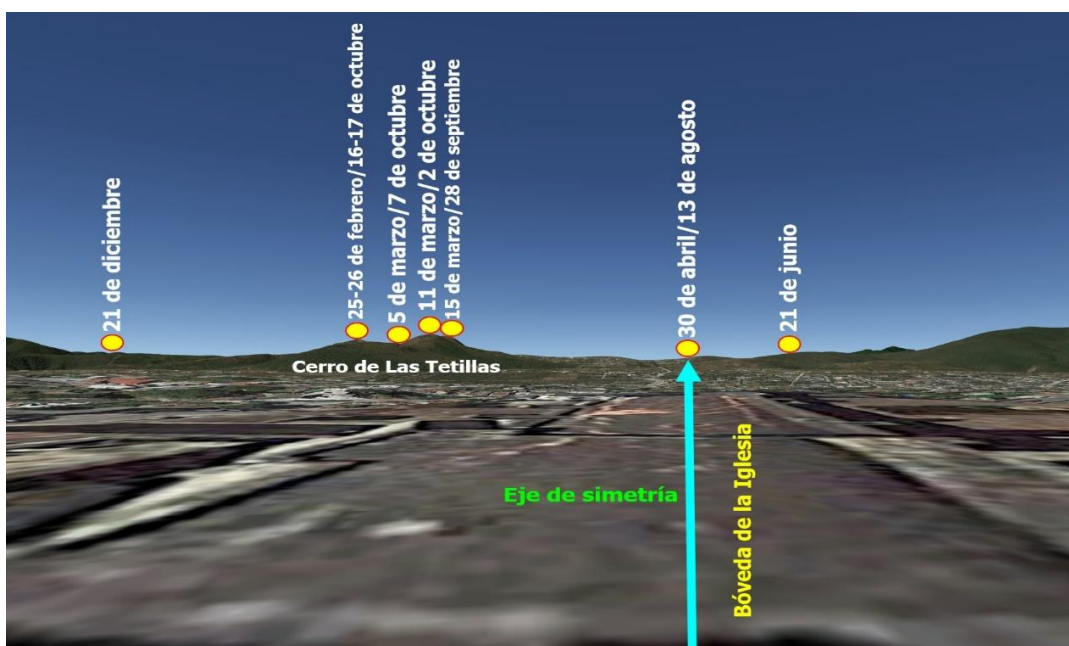 21 de diciembre
25-26 de febrero/16-17 de octubre
5 de marzo/7 de octubre
11 de marzo/2 de octubre
15 de marzo/28 de septiembre
30 de abril/13 de agosto
21 de junio
Cerro de Las Tetillas
Eje de simetría
Bóveda de la Iglesia